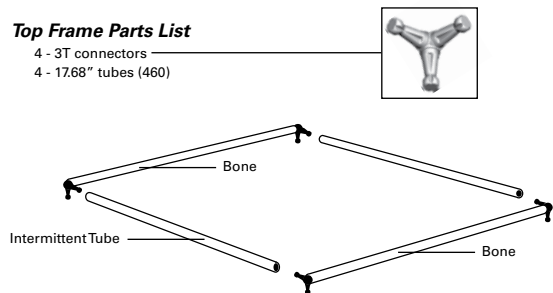 Top Frame Parts List
4 - 3T connectors
4 - 17.68” tubes (460)
Bone
Intermittent Tube
Bone